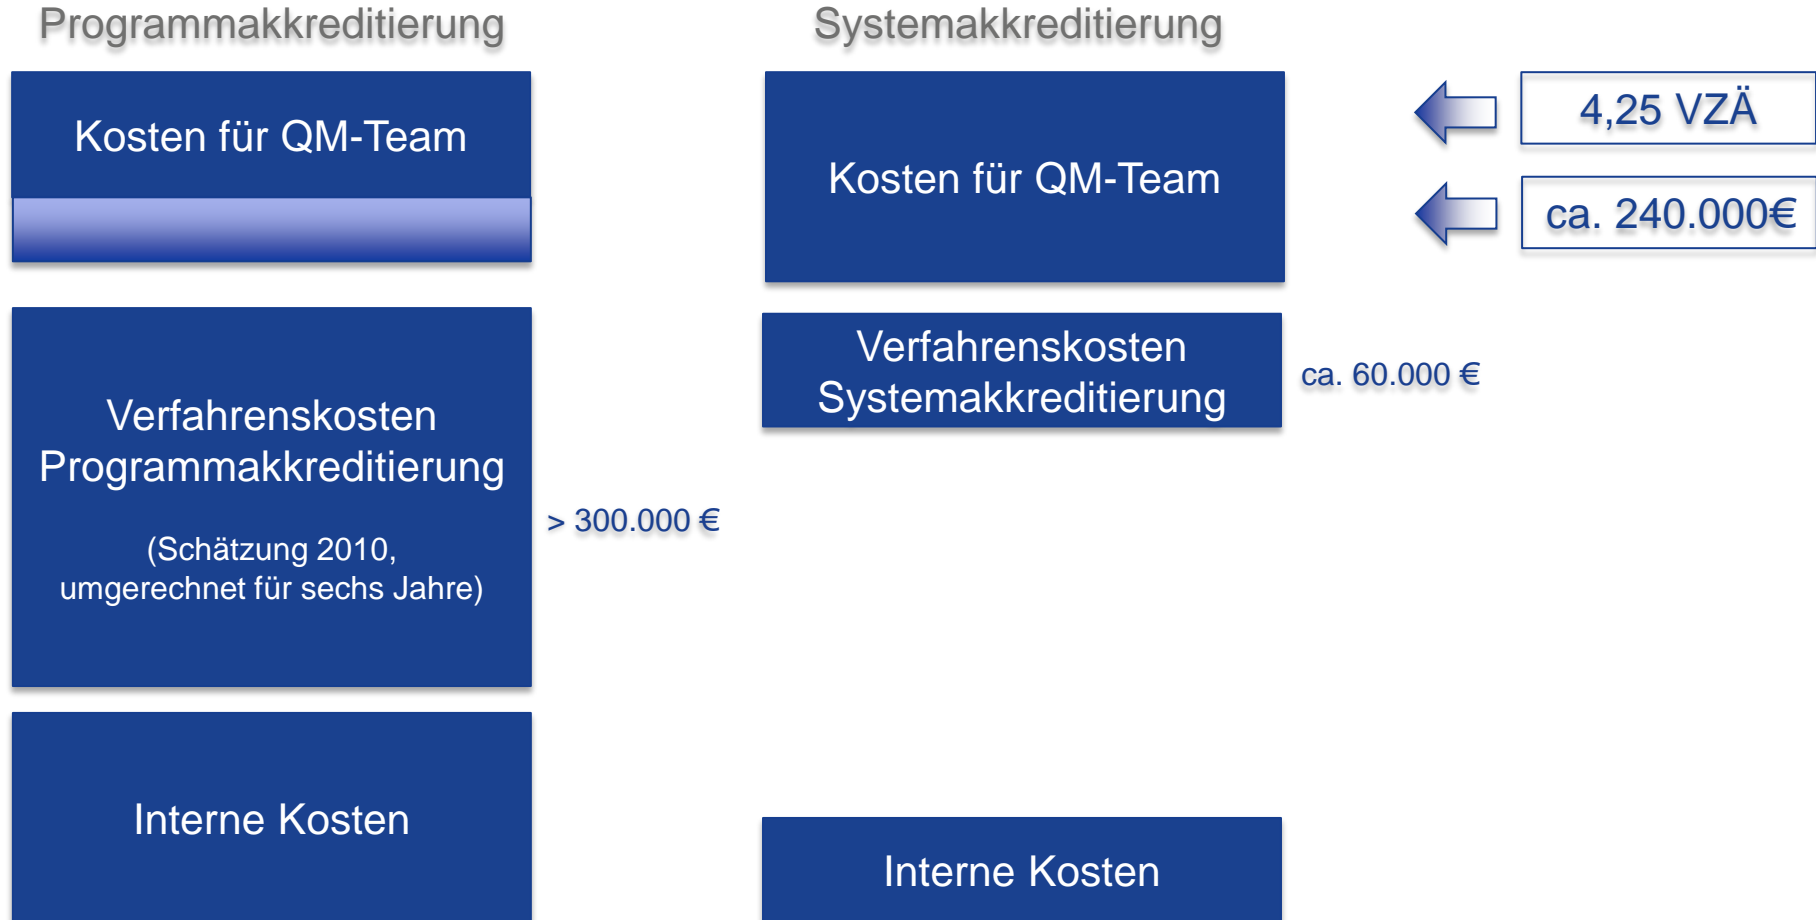 Programmakkreditierung
Kosten für QM-Team
Verfahrenskosten
Programmakkreditierung
(Schätzung 2010,
umgerechnet für sechs Jahre)
> 300.000 €
Interne Kosten
Systemakkreditierung
Kosten für QM-Team
4,25 VZÄ
ca. 240.000€
Verfahrenskosten
Systemakkreditierung
ca. 60.000 €
Interne Kosten